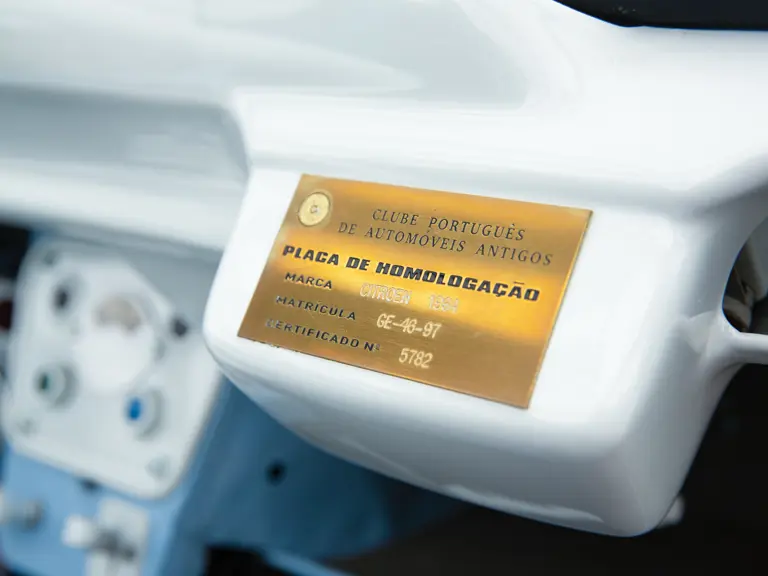 CLUBE PORTUGUÊS
DE AUTOMÓVEIS ANTIGOS
PLACA DE HOMOLOGAÇÃO
MARCA CITROEN 1964
MATRICULA GE-46-97
CERTIFICADO Nº 5782